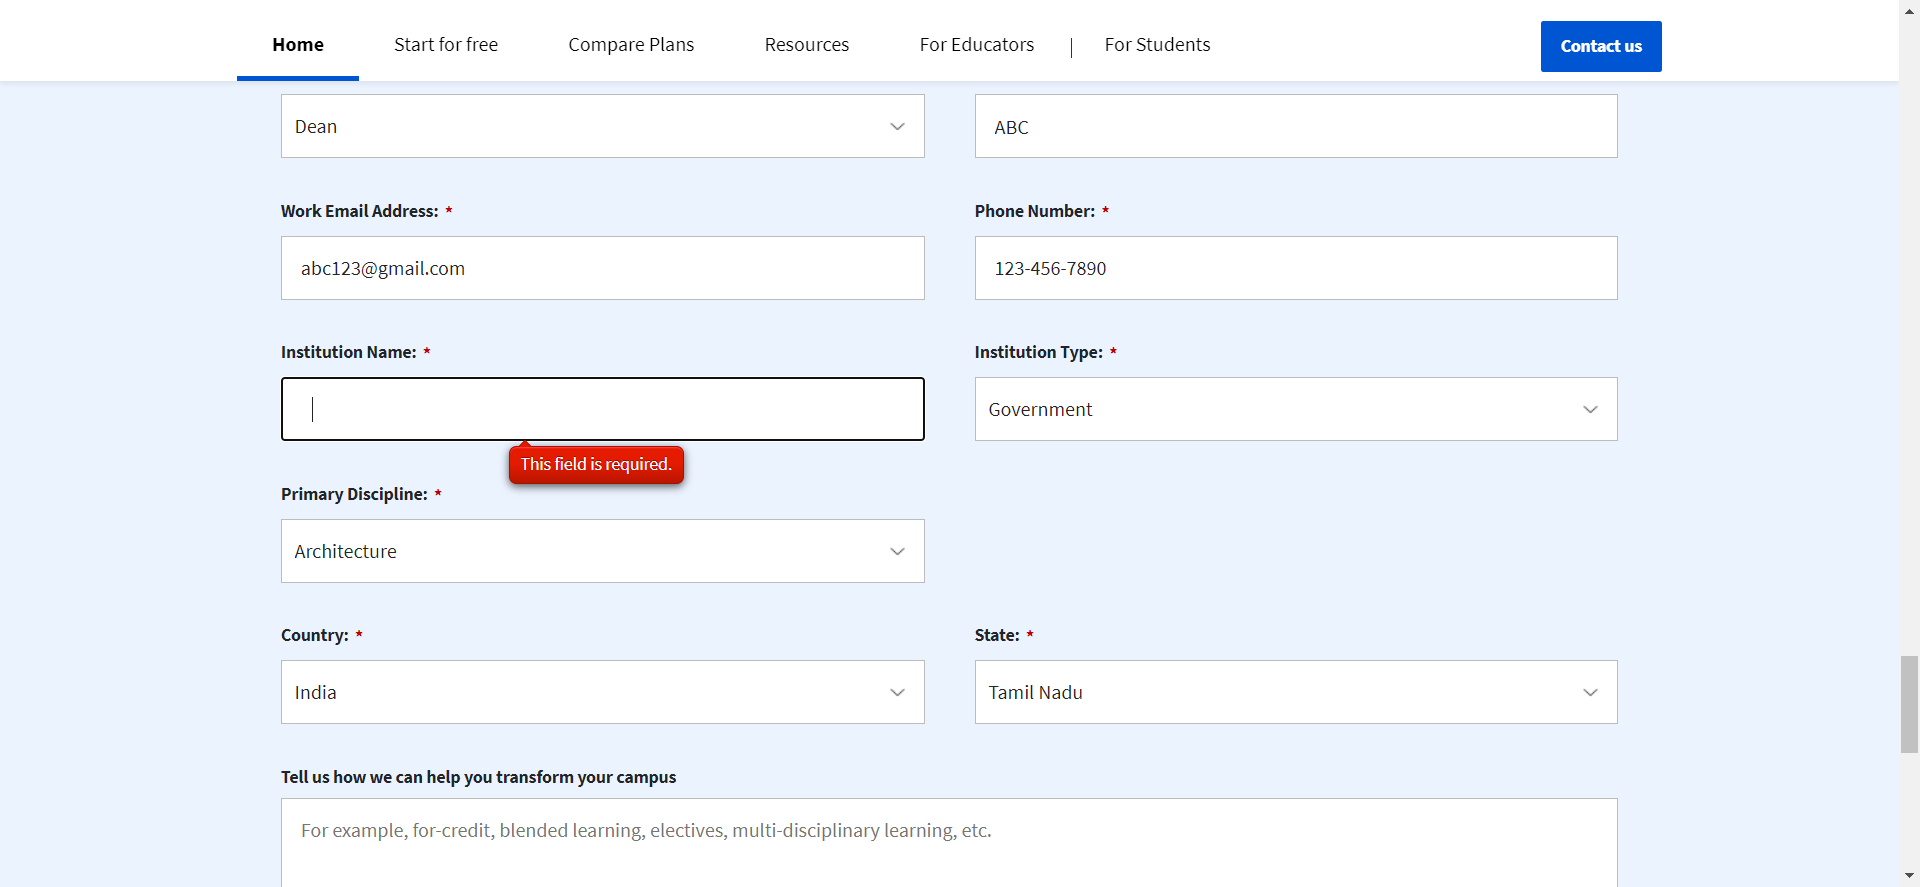 Home Start for free Compare Plans Resources For Educators | For Students Contact us
Dean ABC
Work Email Address: * Phone Number: *
abc123@gmail.com 123-456-7890
Institution Name: * Institution Type: *
Government
This field is required.
Primary Discipline: *
Architecture
Country: * State: *
India Tamil Nadu
Tell us how we can help you transform your campus
For example, for-credit, blended learning, electives, multi-disciplinary learning, etc.